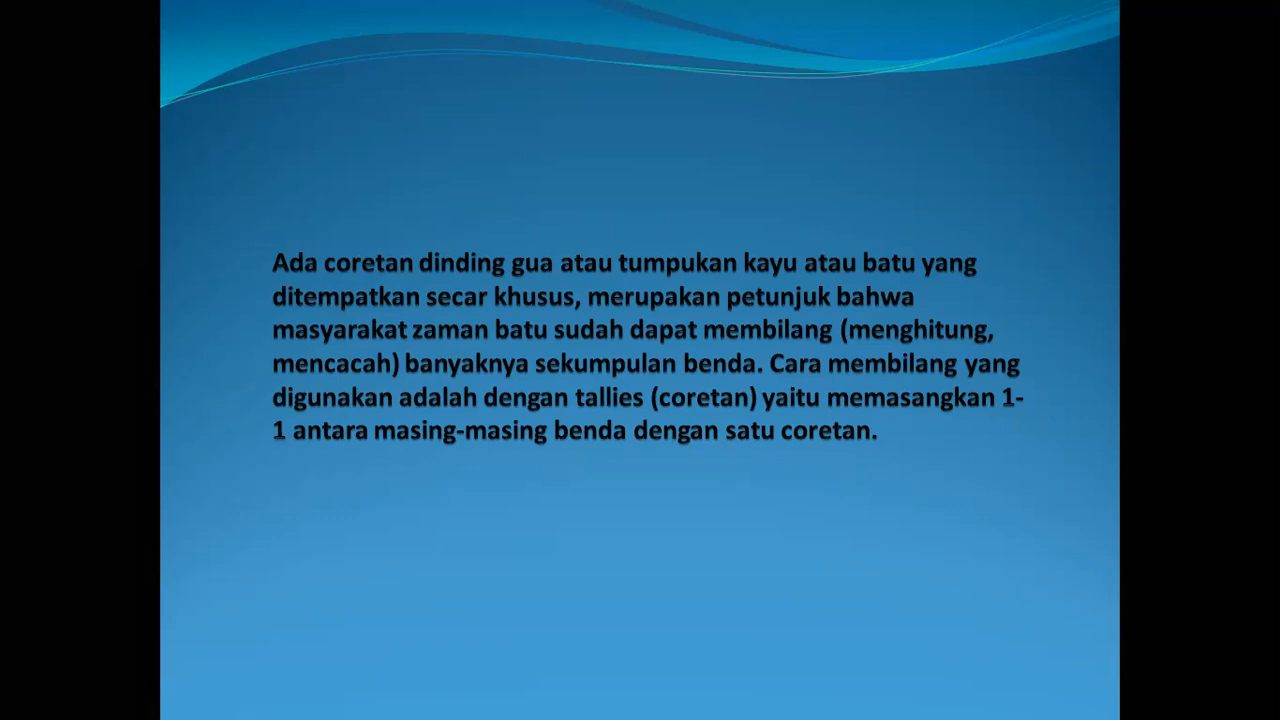 Ada coretan dinding gua atau tumpukan kayu atau batu yang
ditempatkan secar khusus, merupakan petunjuk bahwa
masyarakat zaman batu sudah dapat membilang (menghitung,
mencacah) banyaknya sekumpulan benda. Cara membilang yang
digunakan adalah dengan tallies (coretan) yaitu memasangkan 1-
1 antara masing-masing benda dengan satu coretan.